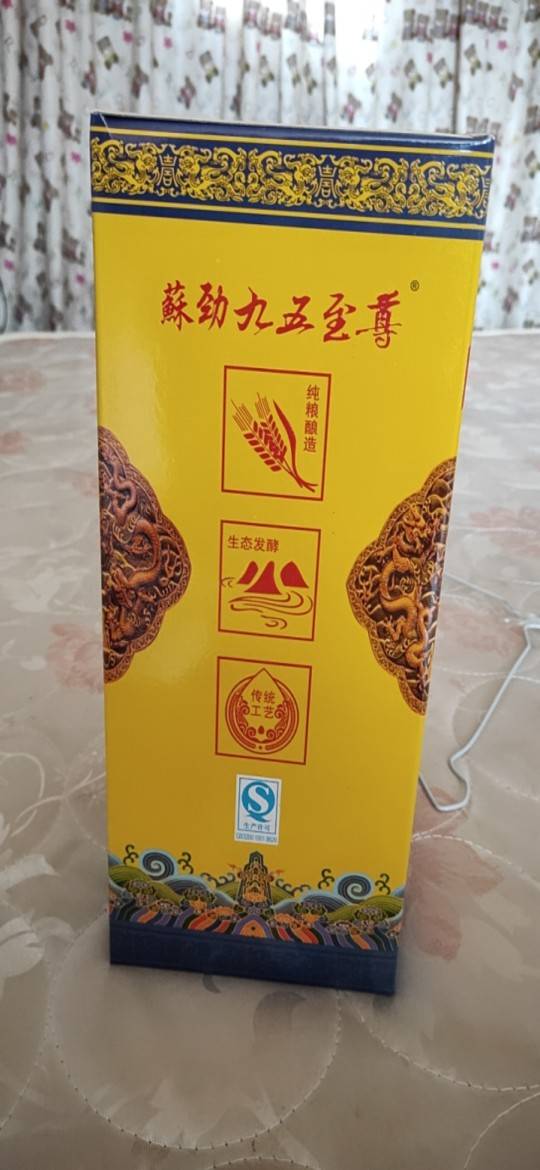 蘇勁九五至尊®
纯粮酿造
生态发酵
传统
工艺
生产许可